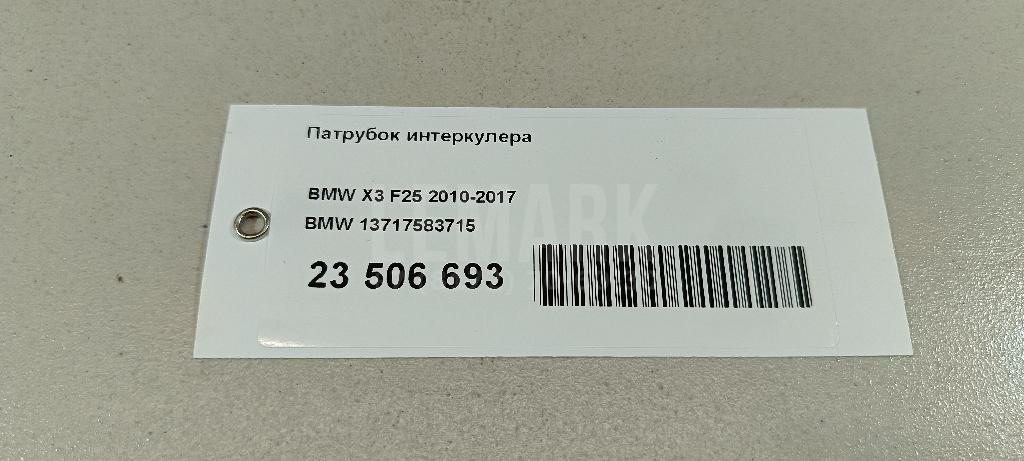 Патрубок интеркулера
BMW X3 F25 2010-2017
BMW 13717583715
23 506 693